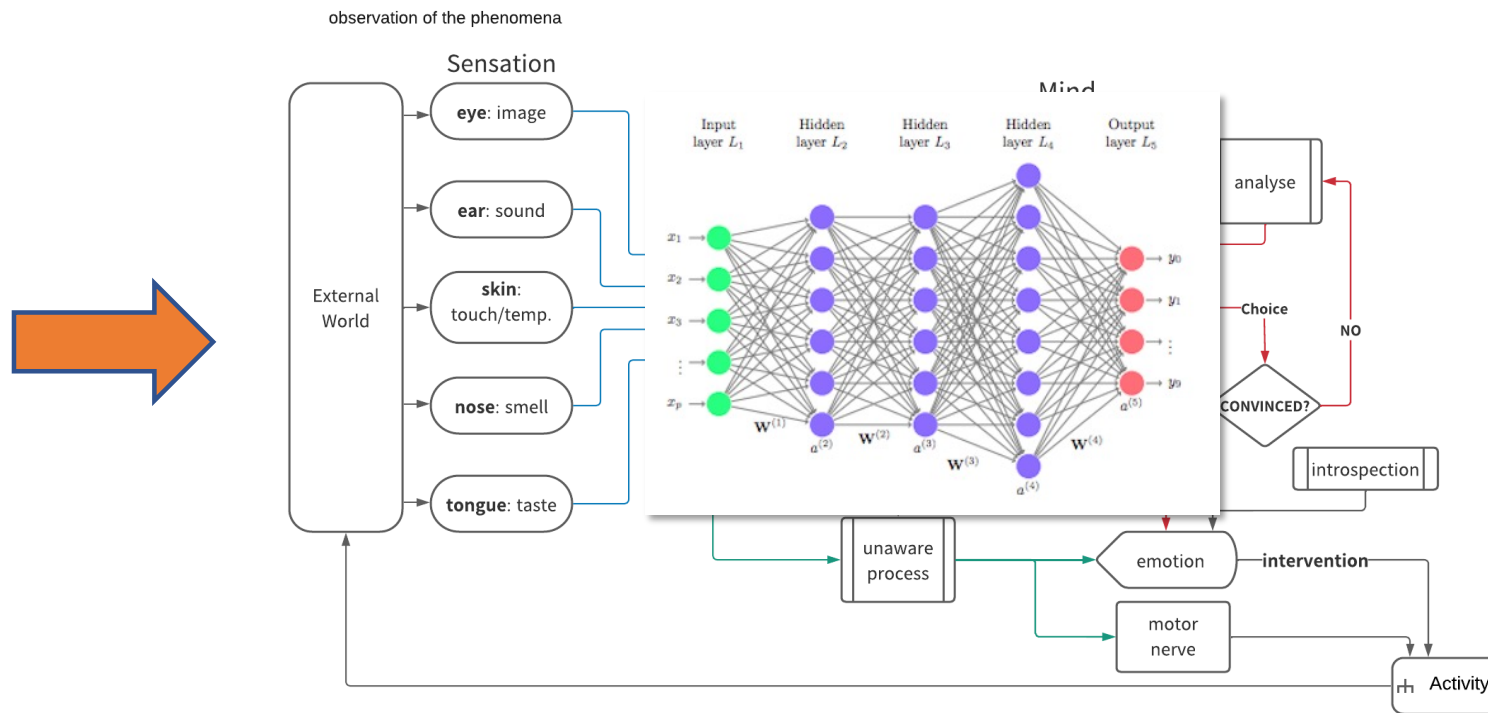 observation of the phenomena
Sensation
Mind
External
World
eye: image
ear: sound
skin:
touch/temp.
nose: smell
tongue: taste
Input
layer L₁
Hidden
layer L₂
Hidden
layer L₃
Hidden
layer L₄
Output
layer L₅
x₁
x₂
x₃
⋮
xₚ
W⁽¹⁾
a⁽²⁾
W⁽²⁾
a⁽³⁾
W⁽³⁾
a⁽⁴⁾
W⁽⁴⁾
a⁽⁵⁾
y₀
y₁
⋮
y₉
analyse
Choice
NO
CONVINCED?
introspection
unaware
process
emotion
intervention
motor
nerve
Activity